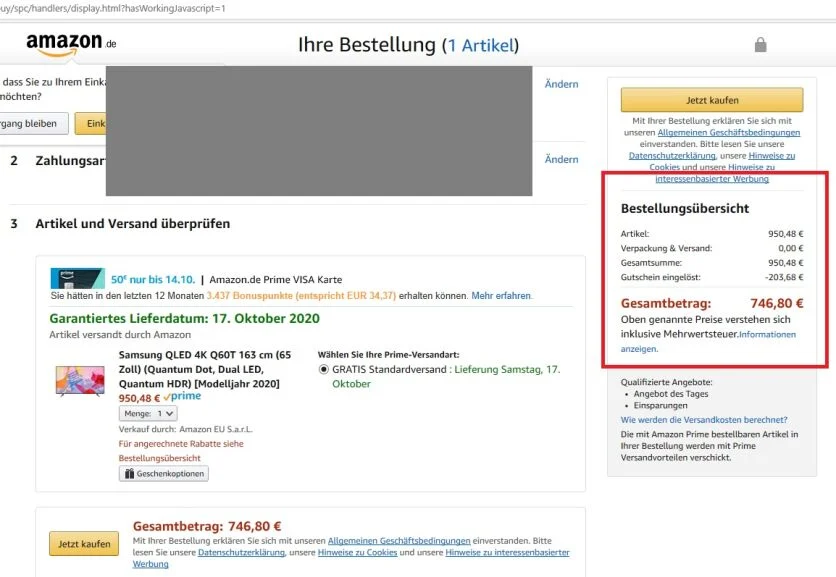 uy/spc/handlers/display.html?hasWorkingJavascript=1
amazon.de
Ihre Bestellung (1 Artikel)
dass Sie zu Ihrem Einka
möchten?
gang bleiben
Eink
Ändern
2 Zahlungsar
Ändern
3 Artikel und Versand überprüfen
prime
50€ nur bis 14.10. | Amazon.de Prime VISA Karte
Sie hätten in den letzten 12 Monaten 3.437 Bonuspunkte (entspricht EUR 34,37) erhalten können. Mehr erfahren.
Garantiertes Lieferdatum: 17. Oktober 2020
Artikel versandt durch Amazon
Samsung QLED 4K Q60T 163 cm (65
Zoll) (Quantum Dot, Dual LED,
Quantum HDR) [Modelljahr 2020]
950,48 € prime
Menge: 1
Verkauf durch: Amazon EU S.a.r.L.
Für angerechnete Rabatte siehe
Bestellungsübersicht
Geschenkoptionen
Wählen Sie Ihre Prime-Versandart:
GRATIS Standardversand : Lieferung Samstag, 17.
Oktober
Jetzt kaufen
Gesamtbetrag: 746,80 €
Mit Ihrer Bestellung erklären Sie sich mit unseren Allgemeinen Geschäftsbedingungen einverstanden. Bitte
lesen Sie unsere Datenschutzerklärung, unsere Hinweise zu Cookies und unsere Hinweise zu interessenbasierter
Werbung
Jetzt kaufen
Mit Ihrer Bestellung erklären Sie sich mit
unseren Allgemeinen Geschäftsbedingungen
einverstanden. Bitte lesen Sie unsere
Datenschutzerklärung, unsere Hinweise zu
Cookies und unsere Hinweise zu
interessenbasierter Werbung
Bestellungsübersicht
Artikel: 950,48 €
Verpackung & Versand: 0,00 €
Gesamtsumme: 950,48 €
Gutschein eingelöst: -203,68 €
Gesamtbetrag: 746,80 €
Oben genannte Preise verstehen sich
inklusive Mehrwertsteuer.Informationen
anzeigen.
Qualifizierte Angebote:
• Angebot des Tages
• Einsparungen
Wie werden die Versandkosten berechnet?
Die mit Amazon Prime bestellbaren Artikel in
Ihrer Bestellung werden mit Prime
Versandvorteilen verschickt.